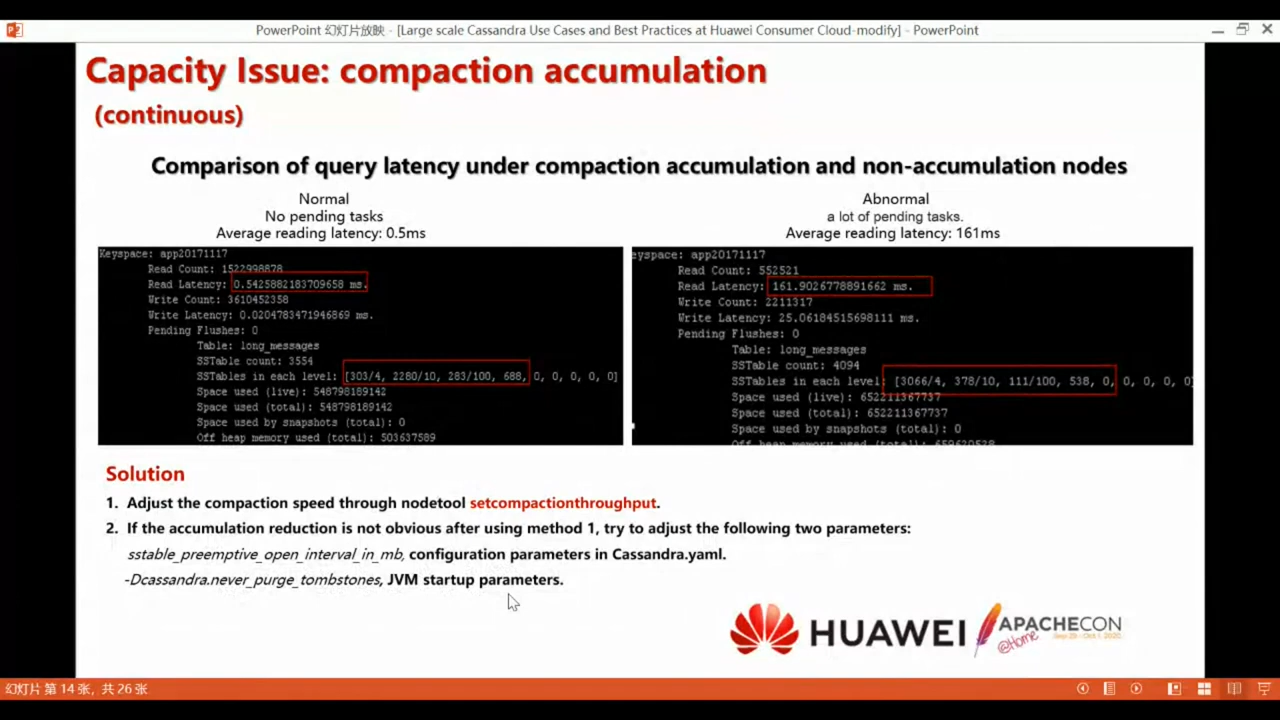 PowerPoint 幻灯片放映 - [Large scale Cassandra Use Cases and Best Practices at Huawei Consumer Cloud-modify] - PowerPoint
Capacity Issue: compaction accumulation
(continuous)
Comparison of query latency under compaction accumulation and non-accumulation nodes
Normal
No pending tasks
Average reading latency: 0.5ms
Keyspace: app20171117
Read Count: 1522998878
Read Latency: 0.5425882183709658 ms.
Write Count: 3610452358
Write Latency: 0.0204783471946869 ms.
Pending Flushes: 0
Table: long_messages
SSTable count: 3554
SSTables in each level: [303/4, 2280/10, 283/100, 688, 0, 0, 0, 0, 0]
Space used (live): 548798189142
Space used (total): 548798189142
Space used by snapshots (total): 0
Off heap memory used (total): 503637589
Abnormal
a lot of pending tasks.
Average reading latency: 161ms
eyspace: app20171117
Read Count: 552521
Read Latency: 161.9026778891662 ms.
Write Count: 2211317
Write Latency: 25.06184515698111 ms.
Pending Flushes: 0
Table: long_messages
SSTable count: 4094
SSTables in each level: [3066/4, 378/10, 111/100, 538, 0, 0, 0, 0, 0]
Space used (live): 652211367737
Space used (total): 652211367737
Space used by snapshots (total): 0
Off heap memory used (total): 659620528
Solution
1. Adjust the compaction speed through nodetool setcompactionthroughput.
2. If the accumulation reduction is not obvious after using method 1, try to adjust the following two parameters:
sstable_preemptive_open_interval_in_mb, configuration parameters in Cassandra.yaml.
-Dcassandra.never_purge_tombstones, JVM startup parameters.
HUAWEI
APACHECON
@Home Sep 29 - Oct 1, 2020
幻灯片 第 14 张，共 26 张